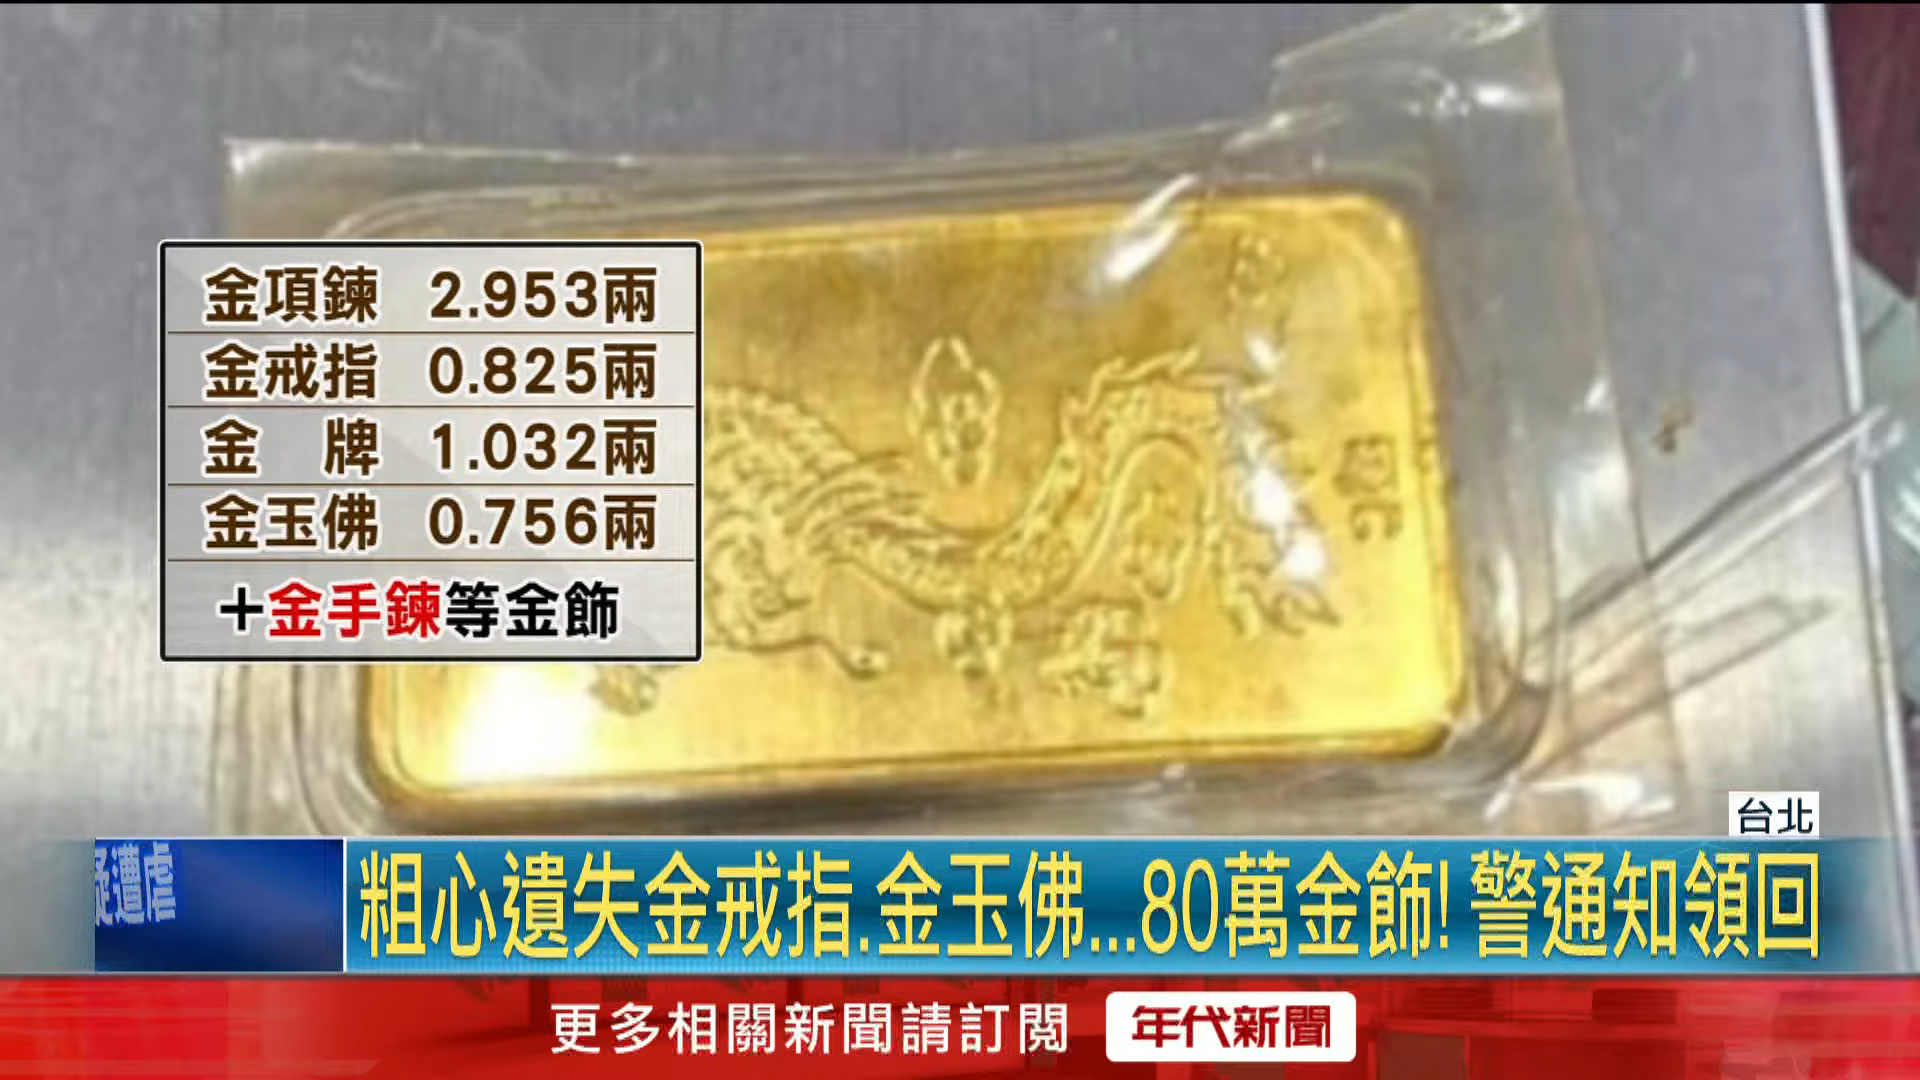 金項鍊 2.953兩
金戒指 0.825兩
金 牌 1.032兩
金玉佛 0.756兩
+金手鍊等金飾
台北
遭虐
粗心遺失金戒指.金玉佛...80萬金飾! 警通知領回
更多相關新聞請訂閱 年代新聞